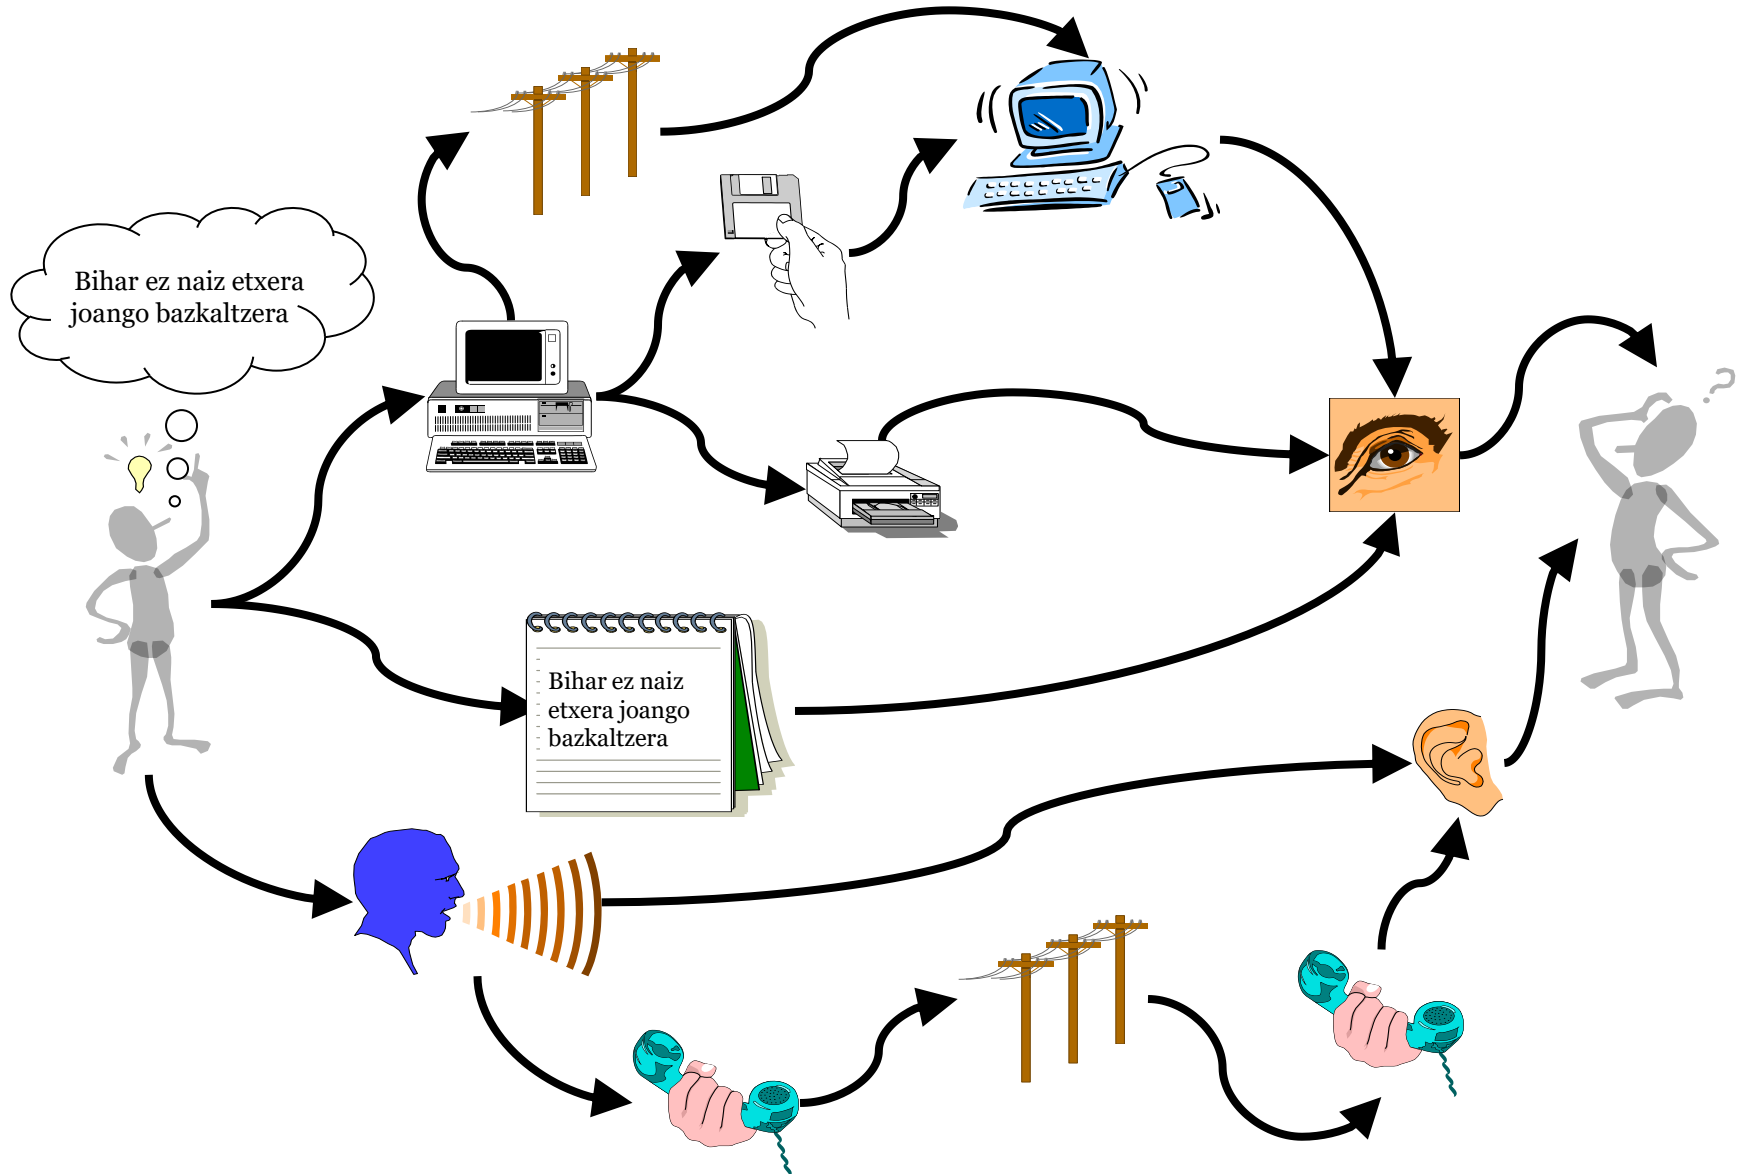 Bihar ez naiz etxera
joango bazkaltzera
Bihar ez naiz
etxera joango
bazkaltzera